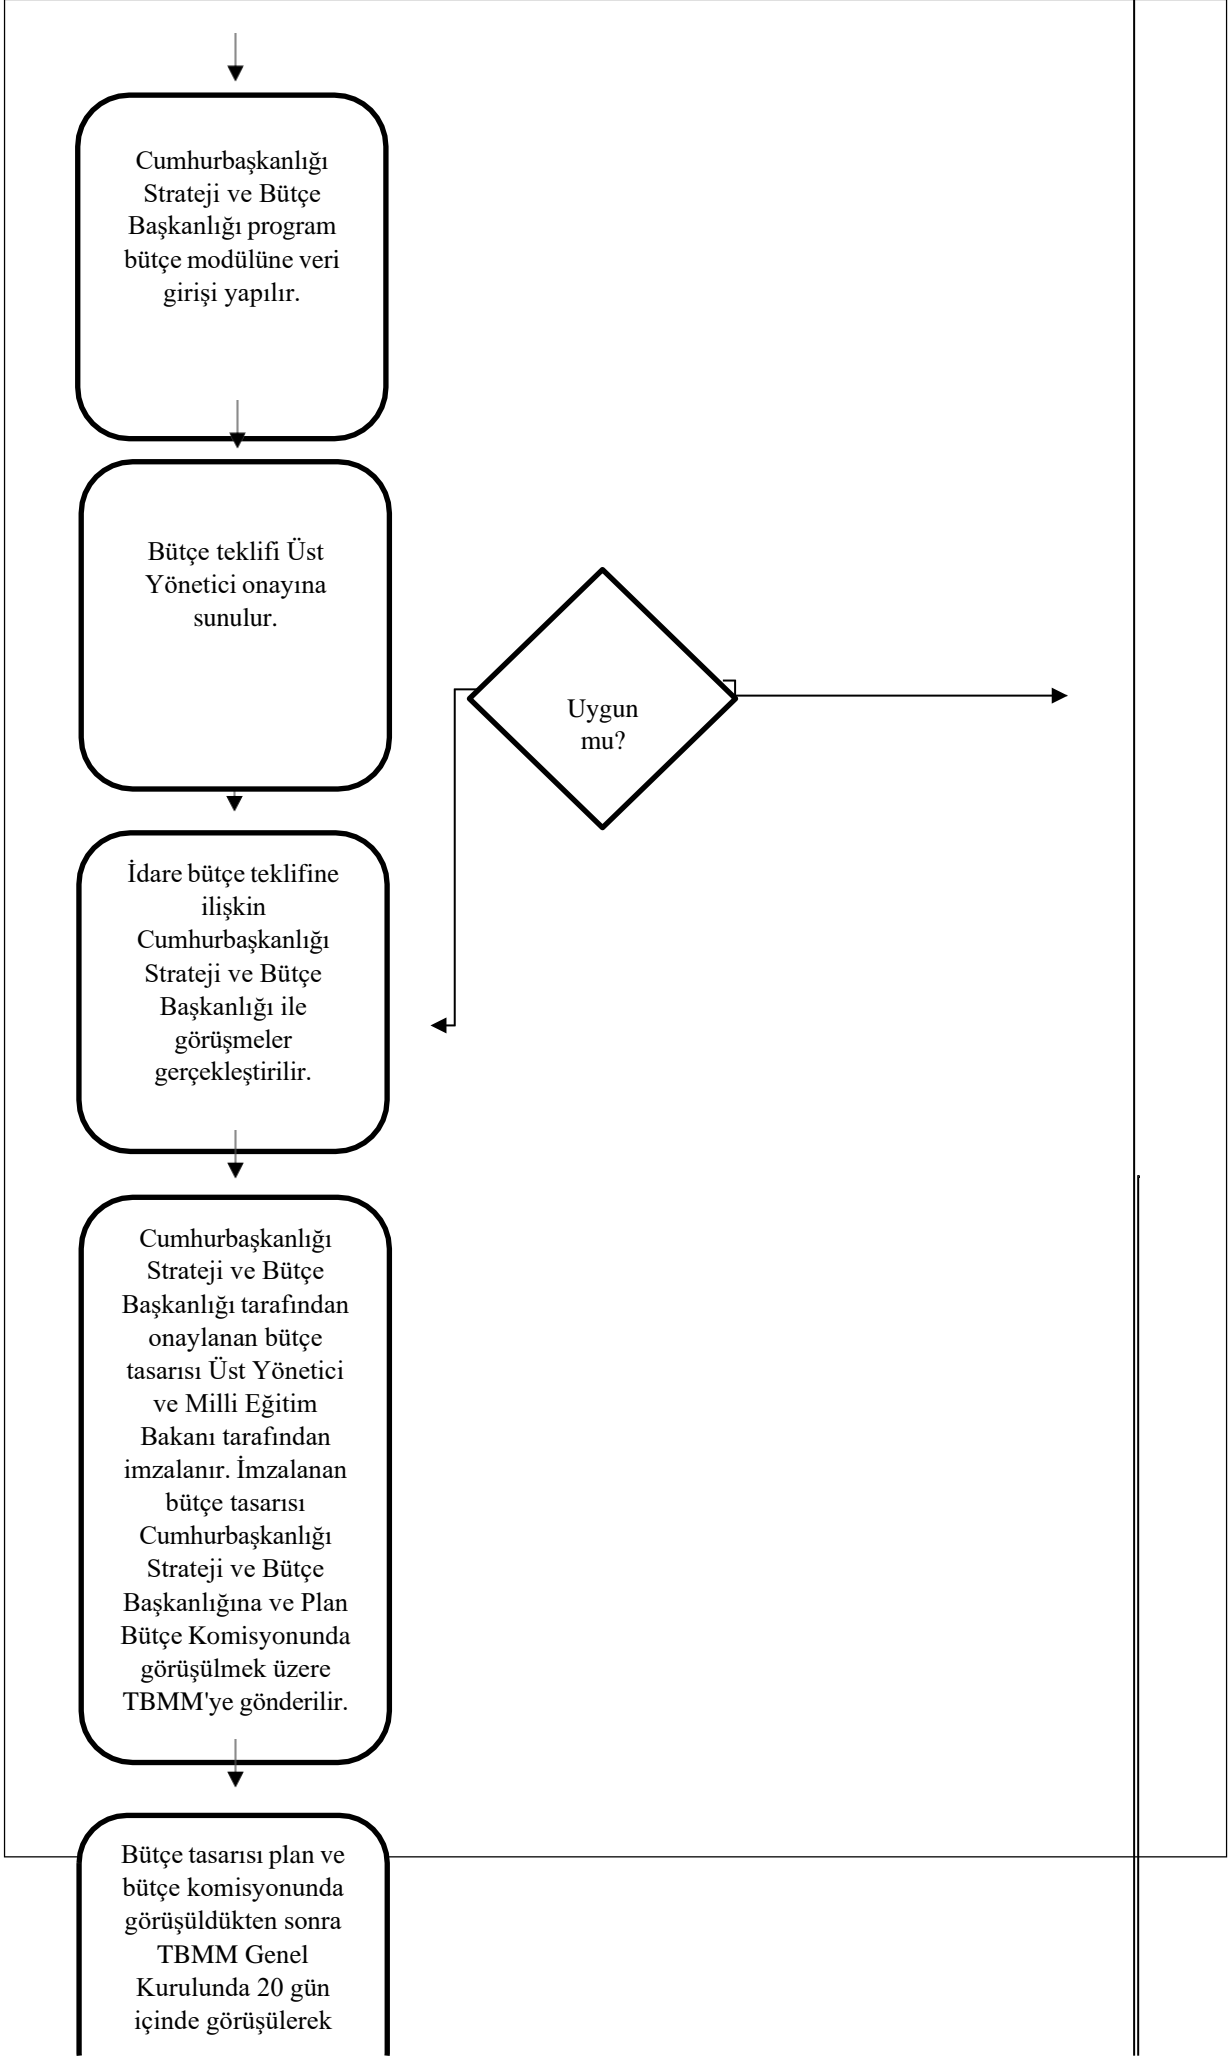 Cumhurbaşkanlığı
Strateji ve Bütçe
Başkanlığı program
bütçe modülüne veri
girişi yapılır.
Bütçe teklifi Üst
Yönetici onayına
sunulur.
Uygun
mu?
İdare bütçe teklifine
ilişkin
Cumhurbaşkanlığı
Strateji ve Bütçe
Başkanlığı ile
görüşmeler
gerçekleştirilir.
Cumhurbaşkanlığı
Strateji ve Bütçe
Başkanlığı tarafından
onaylanan bütçe
tasarısı Üst Yönetici
ve Milli Eğitim
Bakanı tarafından
imzalanır. İmzalanan
bütçe tasarısı
Cumhurbaşkanlığı
Strateji ve Bütçe
Başkanlığına ve Plan
Bütçe Komisyonunda
görüşülmek üzere
TBMM'ye gönderilir.
Bütçe tasarısı plan ve
bütçe komisyonunda
görüşüldükten sonra
TBMM Genel
Kurulunda 20 gün
içinde görüşülerek